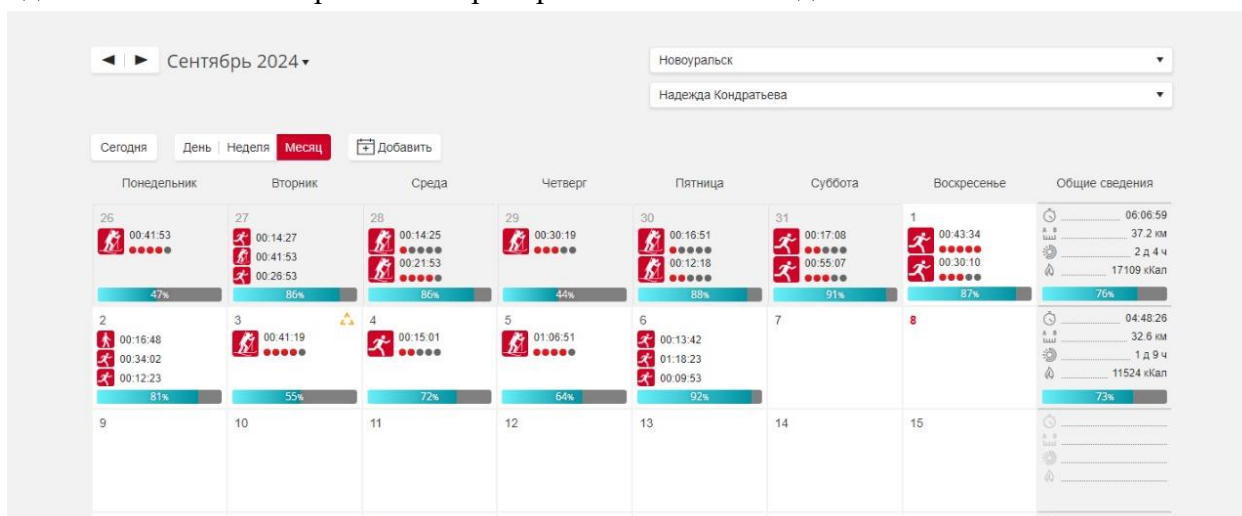 Сентябрь 2024
Новоуральск
Надежда Кондратьева
Сегодня День Неделя Месяц Добавить
Понедельник Вторник Среда Четверг Пятница Суббота Воскресенье Общие сведения
26 27 28 29 30 31 1 06:06:59
00:41:53 00:14:27 00:14:25 00:30:19 00:16:51 00:17:08 00:43:34 37.2 км
00:41:53 2 д 4 ч
00:26:53 00:21:53 00:12:18 00:55:07 00:30:10 17109 кКал
47% 86% 86% 44% 88% 91% 87% 76%
2 3 4 5 6 7 8 04:48:26
00:16:48 00:41:19 00:15:01 01:06:51 00:13:42 32.6 км
00:34:02 01:18:23 1 д 9 ч
00:12:23 00:09:53 11524 кКал
81% 55% 72% 64% 92% 73%
9 10 11 12 13 14 15